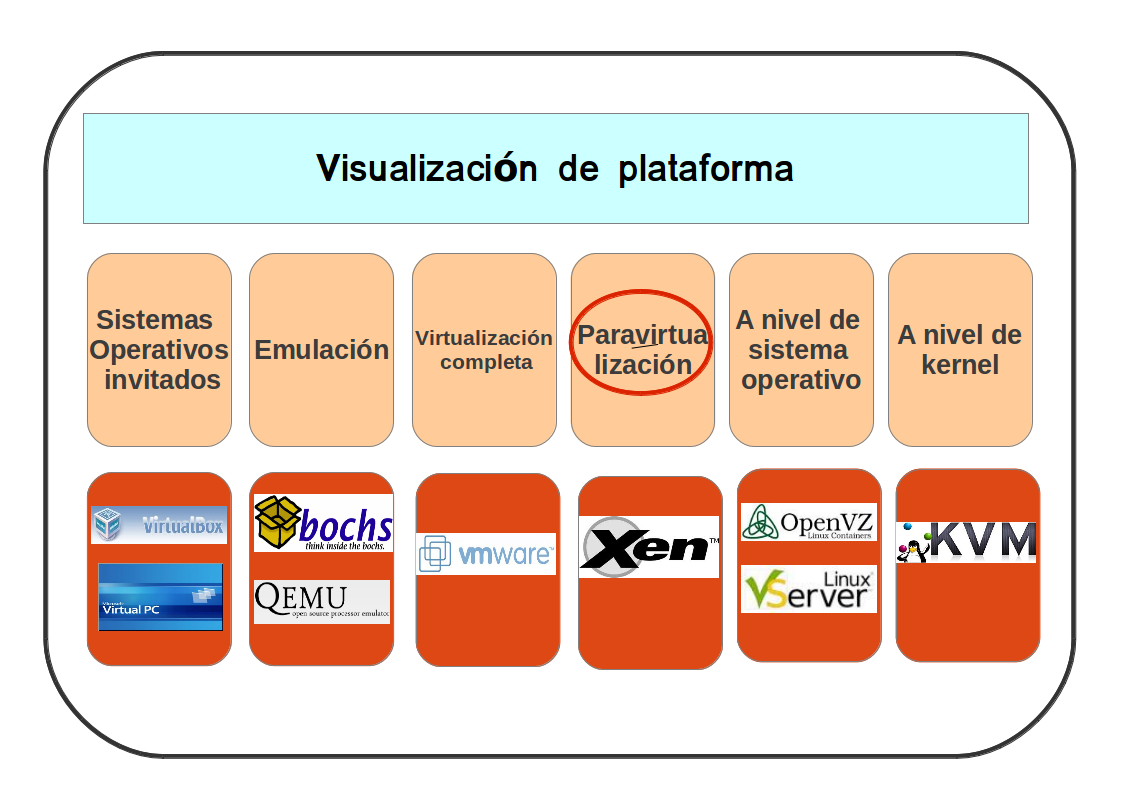 Visualización de plataforma
Sistemas
Operativos
invitados
Emulación
Virtualización
completa
Paravirtua
lización
A nivel de
sistema
operativo
A nivel de
kernel
VirtualBox
Microsoft
Virtual PC
bochs
think inside the bochs.
QEMU
open source processor emulator
vmware™
Xen™
OpenVZ
Linux Containers
Linux
VServer
KVM